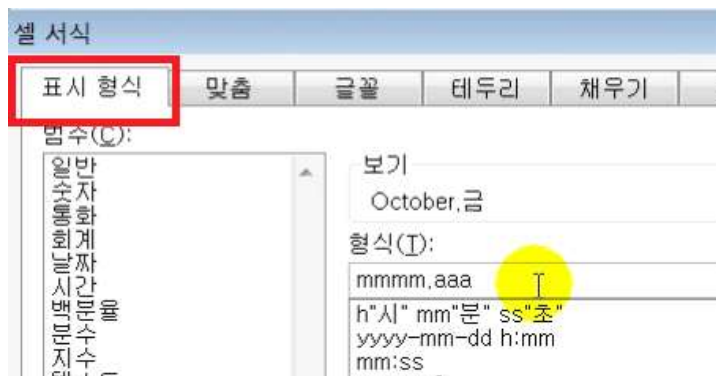 셀 서식
표시 형식 맞춤 글꼴 테두리 채우기
범주(C):
일반
숫자
통화
회계
날짜
시간
백분율
분수
지수
보기
October,금
형식(T):
mmmm,aaa
h"시" mm"분" ss"초"
yyyy-mm-dd h:mm
mm:ss